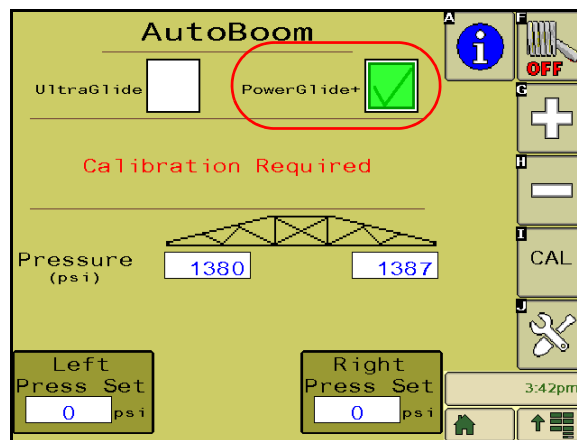 AutoBoom
A
F
OFF
UltraGlide
PowerGlide+
G
Calibration Required
H
Pressure
(psi)
1380
1387
I
CAL
J
Left
Press Set
0 psi
Right
Press Set
0 psi
3:42pm